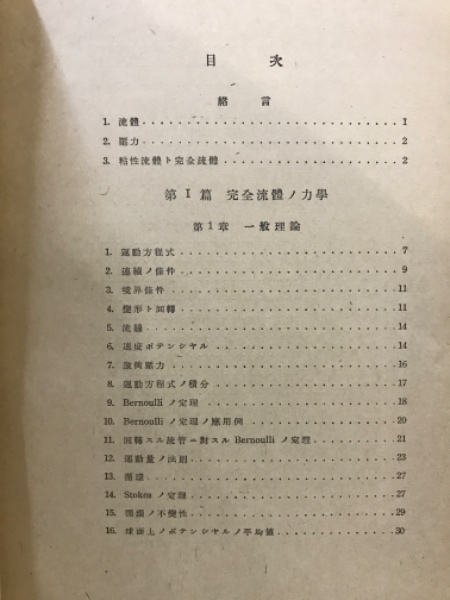 目次
緒言
1. 流體 1
2. 壓力 2
3. 粘性流體ト完全流體 2
第I篇 完全流體ノ力學
第1章 一般理論
1. 運動方程式 7
2. 連續ノ條件 9
3. 境界條件 11
4. 變形ト回轉 11
5. 流線 14
6. 速度ポテンシヤル 14
7. 衝擊壓力 16
8. 運動方程式ノ積分 17
9. Bernoulli ノ定理 18
10. Bernoulli ノ定理ノ應用例 20
11. 回轉スル流管ニ對スル Bernoulli ノ定理 21
12. 運動量ノ法則 23
13. 循環 27
14. Stokes ノ定理 27
15. 循環ノ不變性 29
16. 球面上ノポテンシヤルノ平均値 30